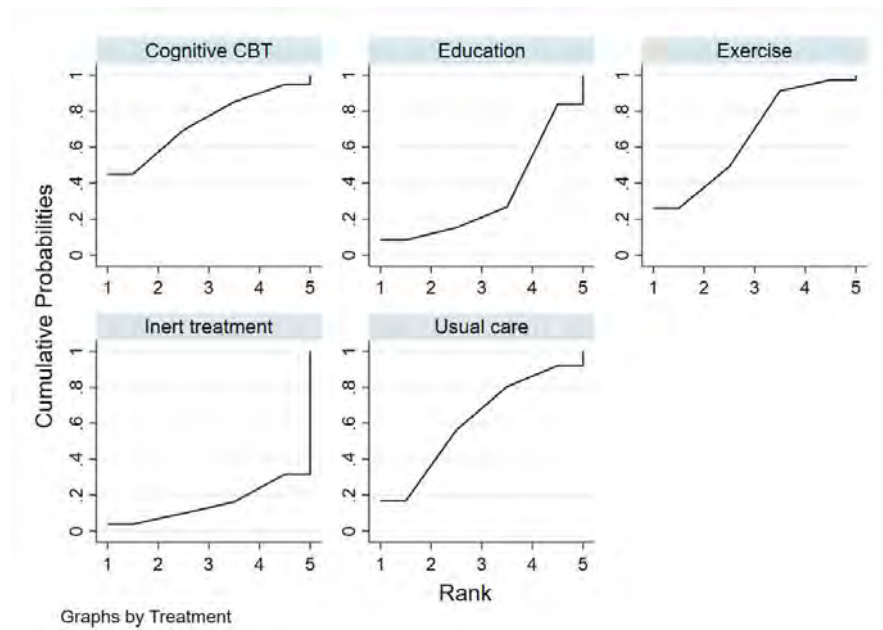 Cognitive CBT
Education
Exercise
Cumulative Probabilities
0 .2 .4 .6 .8 1
1 2 3 4 5
0 .2 .4 .6 .8 1
1 2 3 4 5
0 .2 .4 .6 .8 1
1 2 3 4 5
Inert treatment
Usual care
0 .2 .4 .6 .8 1
1 2 3 4 5
0 .2 .4 .6 .8 1
1 2 3 4 5
Rank
Graphs by Treatment